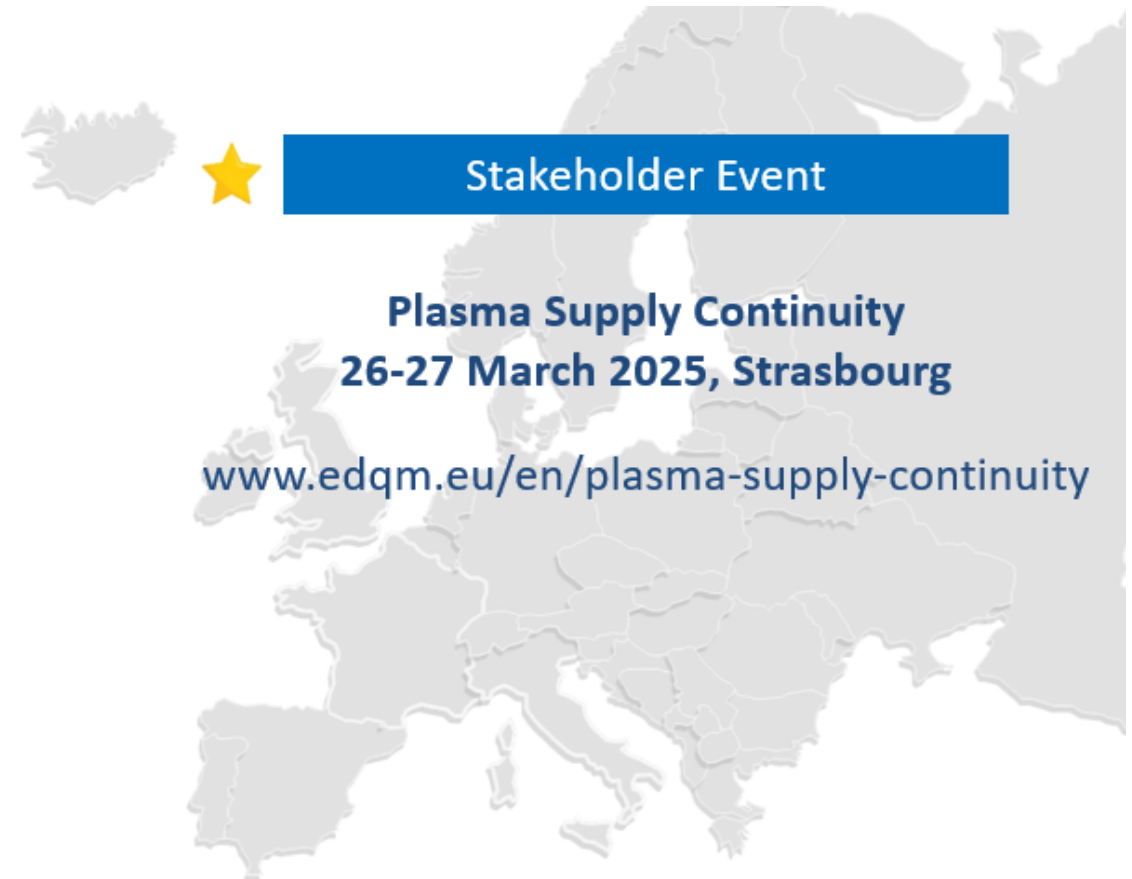 Stakeholder Event
Plasma Supply Continuity
26-27 March 2025, Strasbourg
www.edqm.eu/en/plasma-supply-continuity